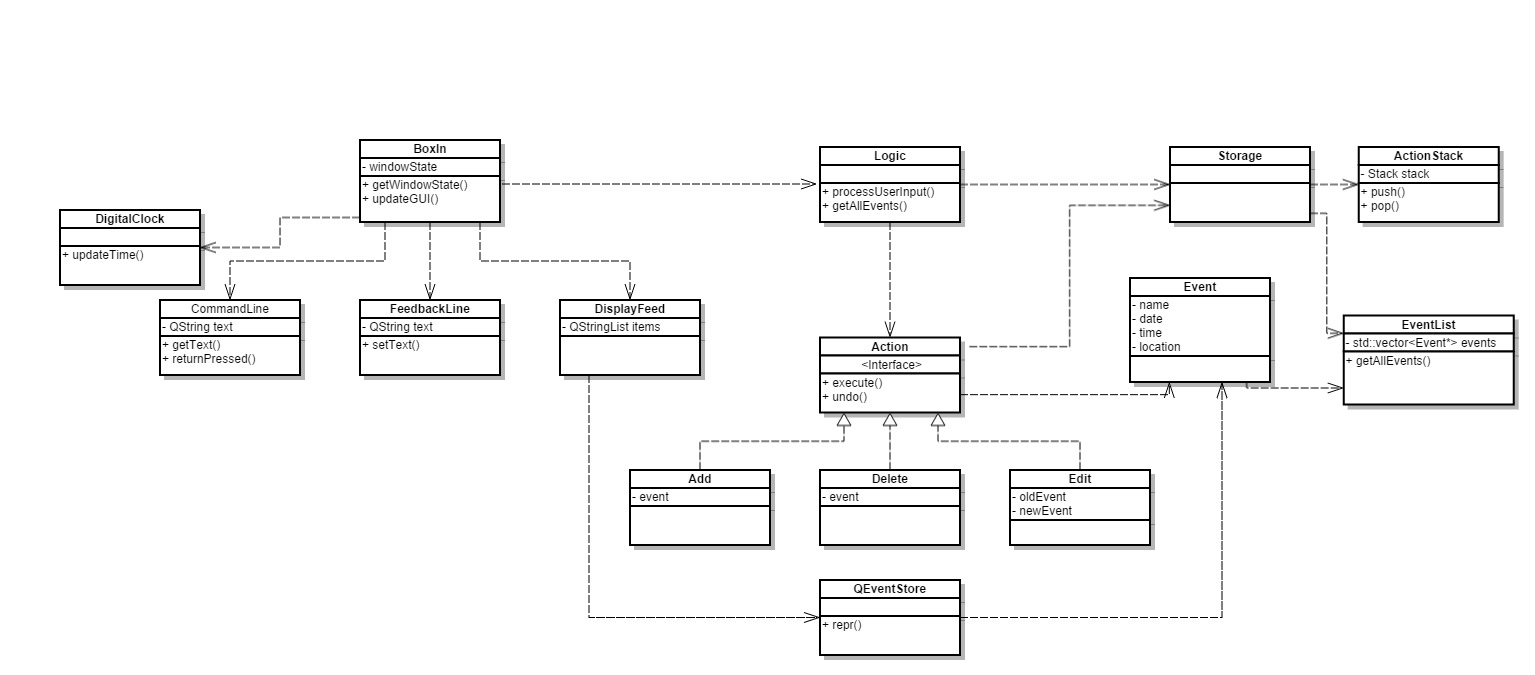 BoxIn
- windowState
+ getWindowState()
+ updateGUI()
Logic
+ processUserInput()
+ getAllEvents()
Storage
ActionStack
- Stack stack
+ push()
+ pop()
DigitalClock
+ updateTime()
CommandLine
- QString text
+ getText()
+ returnPressed()
FeedbackLine
- QString text
+ setText()
DisplayFeed
- QStringList items
Action
<Interface>
+ execute()
+ undo()
Event
- name
- date
- time
- location
EventList
- std::vector<Event*> events
+ getAllEvents()
Add
- event
Delete
- event
Edit
- oldEvent
- newEvent
QEventStore
+ repr()